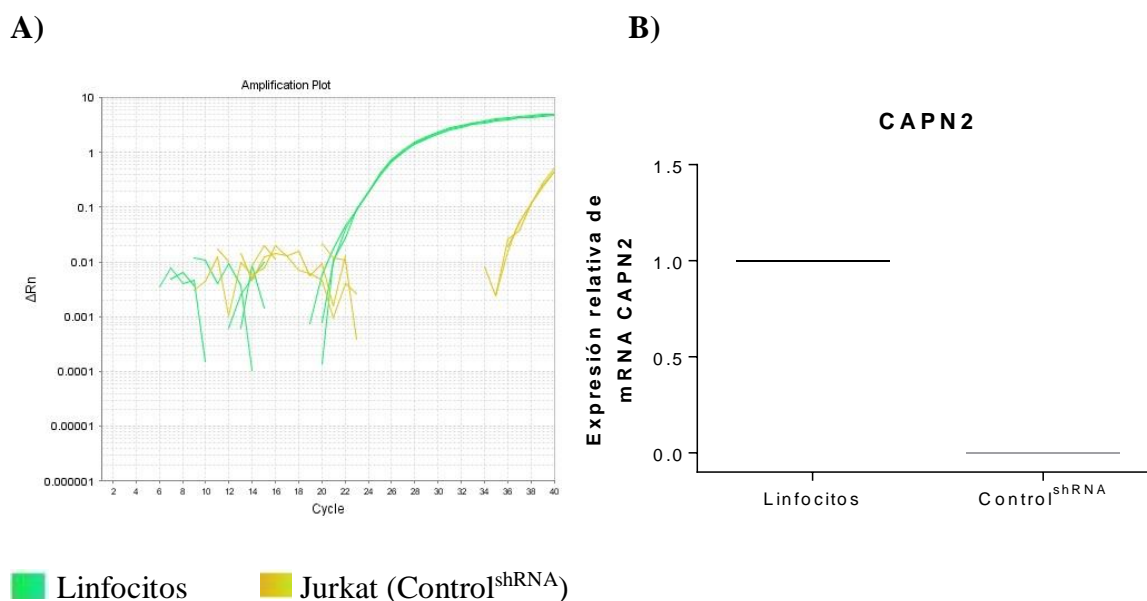 A)
B)
Amplification Plot
10
1
0.1
0.01
0.001
0.0001
0.00001
0.000001
ΔRn
2 4 6 8 10 12 14 16 18 20 22 24 26 28 30 32 34 36 38 40
Cycle
CAPN2
Expresión relativa de
mRNA CAPN2
1.5
1.0
0.5
0.0
Linfocitos
Control^shRNA
Linfocitos
Jurkat (Control^shRNA)